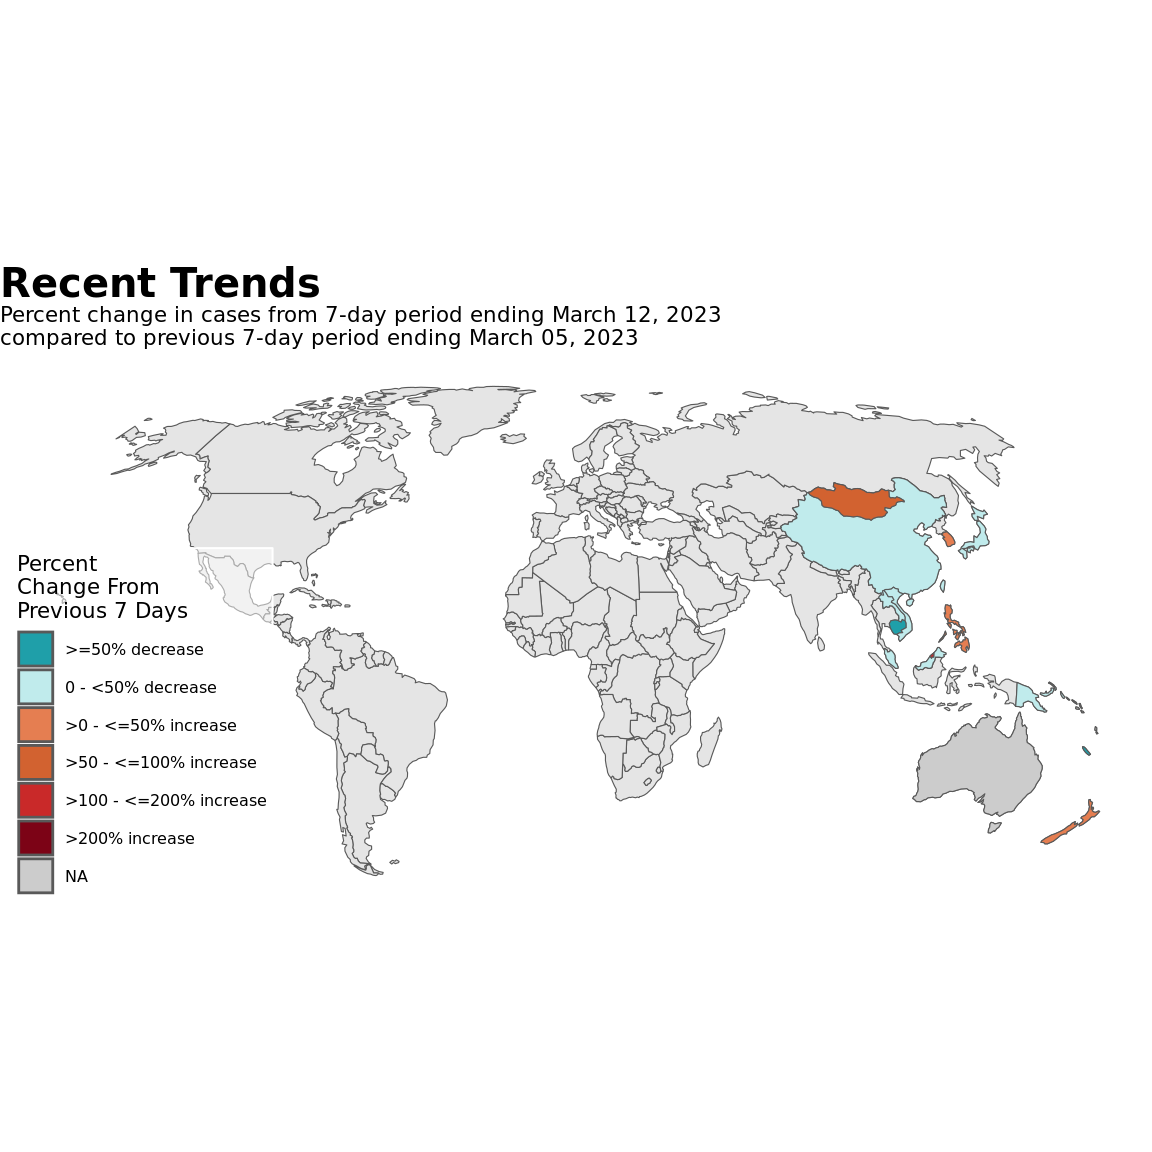 Recent Trends
Percent change in cases from 7-day period ending March 12, 2023
compared to previous 7-day period ending March 05, 2023
Percent
Change From
Previous 7 Days
>=50% decrease
0 - <50% decrease
>0 - <=50% increase
>50 - <=100% increase
>100 - <=200% increase
>200% increase
NA